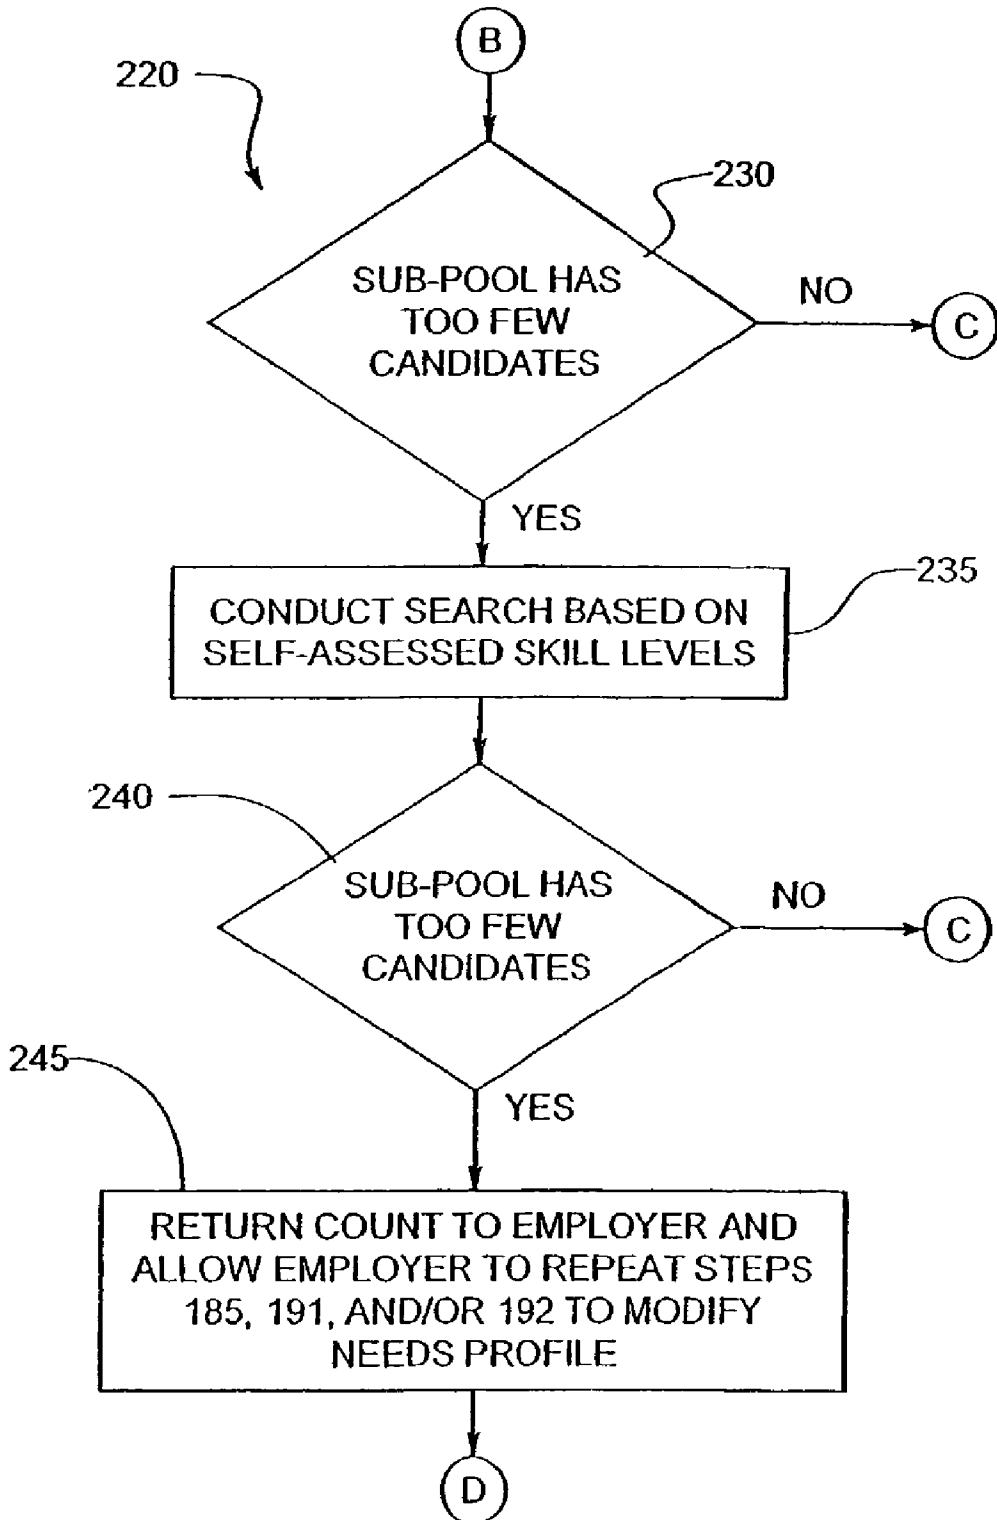 B
220
230
SUB-POOL HAS
TOO FEW
CANDIDATES
NO
C
YES
235
CONDUCT SEARCH BASED ON
SELF-ASSESSED SKILL LEVELS
240
SUB-POOL HAS
TOO FEW
CANDIDATES
NO
C
YES
245
RETURN COUNT TO EMPLOYER AND
ALLOW EMPLOYER TO REPEAT STEPS
185, 191, AND/OR 192 TO MODIFY
NEEDS PROFILE
D